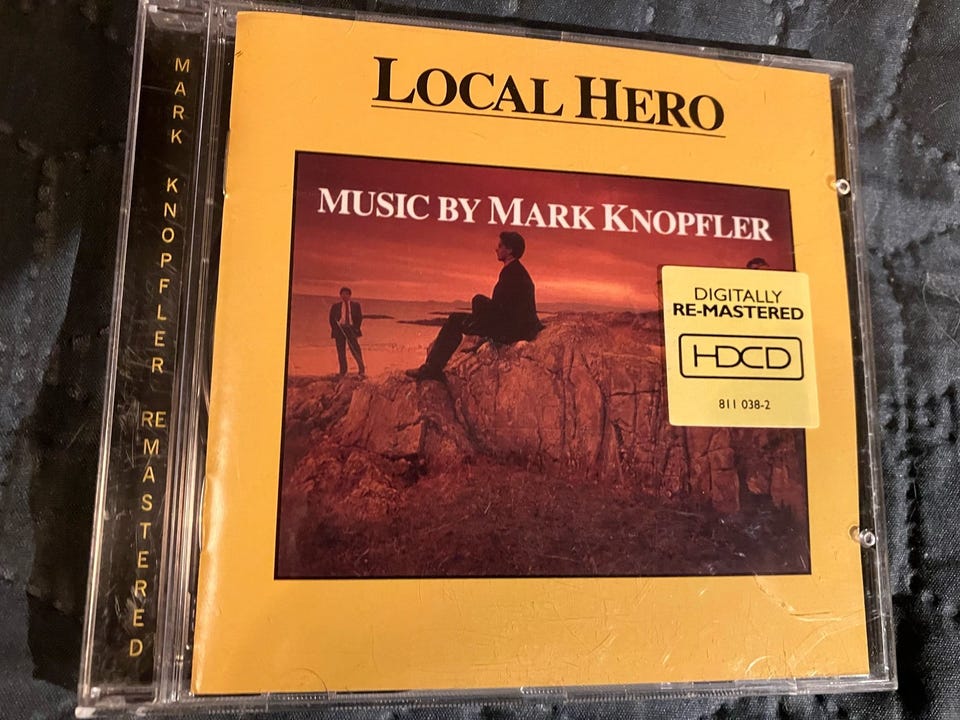 MARK KNOPFLER REMASTERED
LOCAL HERO
MUSIC BY MARK KNOPFLER
DIGITALLY
RE-MASTERED
HDCD
811 038-2